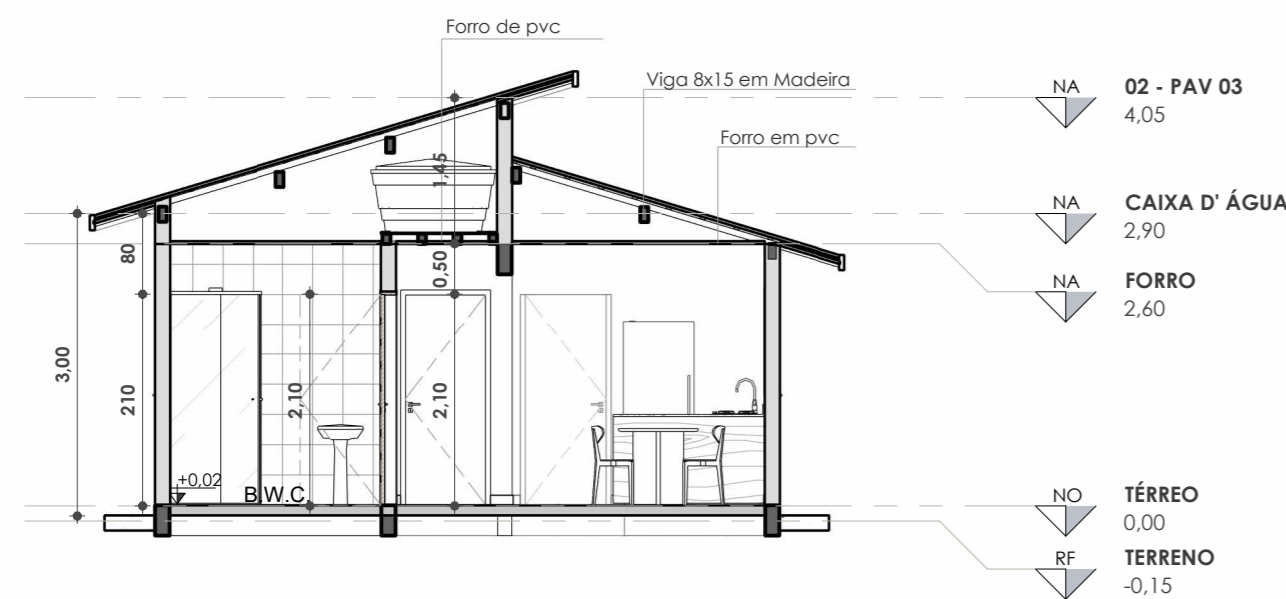 Forro de pvc
Viga 8x15 em Madeira
Forro em pvc
NA
02 - PAV 03
4,05
NA
CAIXA D' ÁGUA
2,90
NA
FORRO
2,60
NO
TÉRREO
0,00
RF
TERRENO
-0,15
1,45
80
0,50
3,00
210
2,10
2,10
+0,02
B.W.C.